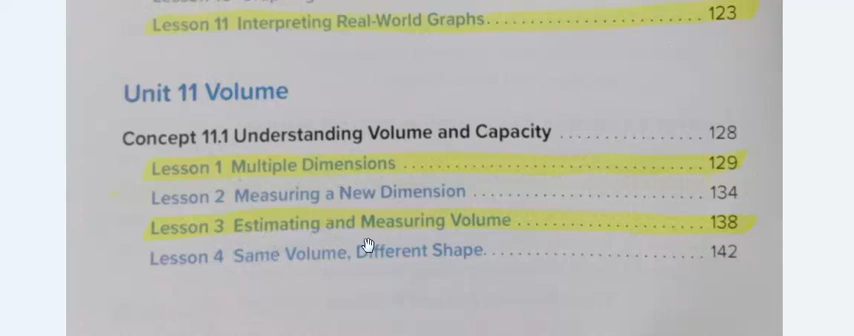 Lesson 11 Interpreting Real-World Graphs.......................... 123
Unit 11 Volume
Concept 11.1 Understanding Volume and Capacity .................... 128
Lesson 1 Multiple Dimensions .......................... 129
Lesson 2 Measuring a New Dimension .......................... 134
Lesson 3 Estimating and Measuring Volume .......................... 138
Lesson 4 Same Volume, Different Shape.......................... 142